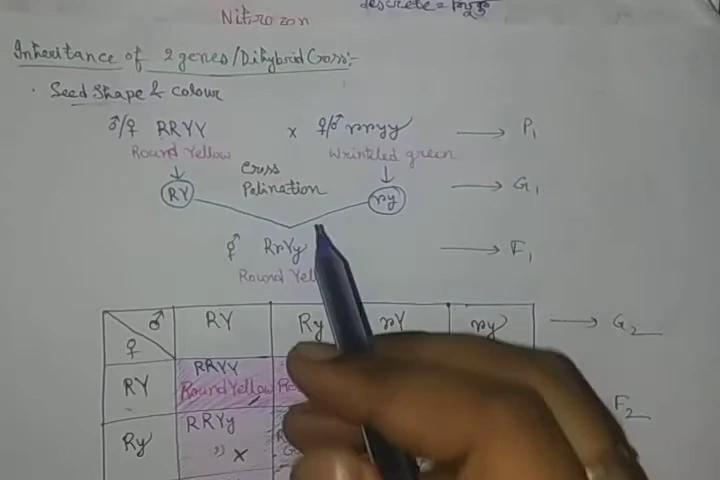 discrete =
Nitrozon
Inheritance of 2 genes/Dihybrid Cross:-
· Seed Shape & colour
♂/♀ RRYY × ♀/♂ rryy → P₁
Round Yellow Wrinkled green
Cross
Polination
RY ry → G₁
♀ RrYy → F₁
Round Yell
♂ RY Ry rY ry → G₂
♀
RRYY
RY Round Yellow
F₂
RRYy
Ry " ×